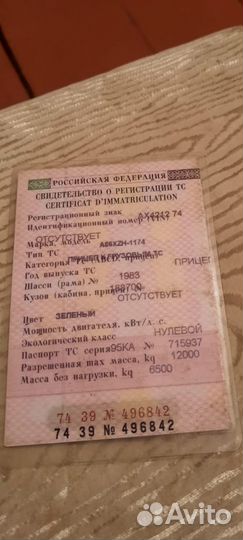 РОССИЙСКАЯ ФЕДЕРАЦИЯ
СВИДЕТЕЛЬСТВО О РЕГИСТРАЦИИ ТС
CERTIFICAT D'IMMATRICULATION
Регистрационный знак 74
Идентификационный номер
ОТСУТСТВУЕТ
Марка, модель
Тип ТС
Категория ПРИЦЕП
Год выпуска ТС 1983
Шасси (рама) №
Кузов (кабина, прицеп) ОТСУТСТВУЕТ
Цвет ЗЕЛЕНЫЙ
Мощность двигателя, кВт/л. с.
Экологический класс НУЛЕВОЙ
Паспорт ТС серия 95КА № 715937
Разрешенная max масса, kg 12000
Масса без нагрузки, kg 6500
74 39 № 496842
74 39 № 496842
Avito